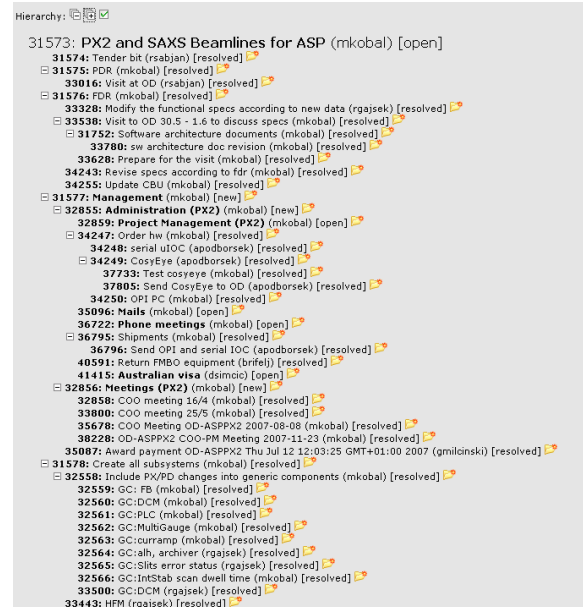 Hierarchy:
31573: PX2 and SAXS Beamlines for ASP (mkobal) [open]
31574: Tender bit (rsabjan) [resolved]
31575: PDR (mkobal) [resolved]
33016: Visit at OD (rsabjan) [resolved]
31576: FDR (mkobal) [resolved]
33328: Modify the functional specs according to new data (rgajsek) [resolved]
33538: Visit to OD 30.5 - 1.6 to discuss specs (mkobal) [resolved]
31752: Software architecture documents (mkobal) [resolved]
33780: sw architecture doc revision (mkobal) [resolved]
33628: Prepare for the visit (mkobal) [resolved]
34243: Revise specs according to fdr (mkobal) [resolved]
34255: Update CBU (mkobal) [resolved]
31577: Management (mkobal) [new]
32855: Administration (PX2) (mkobal) [new]
32859: Project Management (PX2) (mkobal) [open]
34247: Order hw (mkobal) [resolved]
34248: serial uIOC (apodborsek) [resolved]
34249: CosyEye (apodborsek) [resolved]
37733: Test cosyeye (mkobal) [resolved]
37805: Send CosyEye to OD (apodborsek) [resolved]
34250: OPI PC (mkobal) [resolved]
35096: Mails (mkobal) [open]
36722: Phone meetings (mkobal) [open]
36795: Shipments (mkobal) [resolved]
36796: Send OPI and serial IOC (apodborsek) [resolved]
40591: Return FMBO equipment (brifelj) [resolved]
41415: Australian visa (dsimcic) [open]
32856: Meetings (PX2) (mkobal) [new]
32858: COO meeting 16/4 (mkobal) [resolved]
33800: COO meeting 25/5 (mkobal) [resolved]
35678: COO Meeting OD-ASPPX2 2007-08-08 (mkobal) [resolved]
38228: OD-ASPPX2 COO-PM Meeting 2007-11-23 (mkobal) [resolved]
35087: Award payment OD-ASPPX2 Thu Jul 12 12:03:25 GMT+01:00 2007 (gmilcinski) [resolved]
31578: Create all subsystems (mkobal) [resolved]
32558: Include PX/PD changes into generic components (mkobal) [resolved]
32559: GC: FB (mkobal) [resolved]
32560: GC:DCM (mkobal) [resolved]
32561: GC:PLC (mkobal) [resolved]
32562: GC:MultiGauge (mkobal) [resolved]
32563: GC:curramp (mkobal) [resolved]
32564: GC:alh, archiver (rgajsek) [resolved]
32565: GC:Slits error status (rgajsek) [resolved]
32566: GC:IntStab scan dwell time (mkobal) [resolved]
33500: GC:DCM (rgajsek) [resolved]
33443: HFM (rgajsek) [resolved]